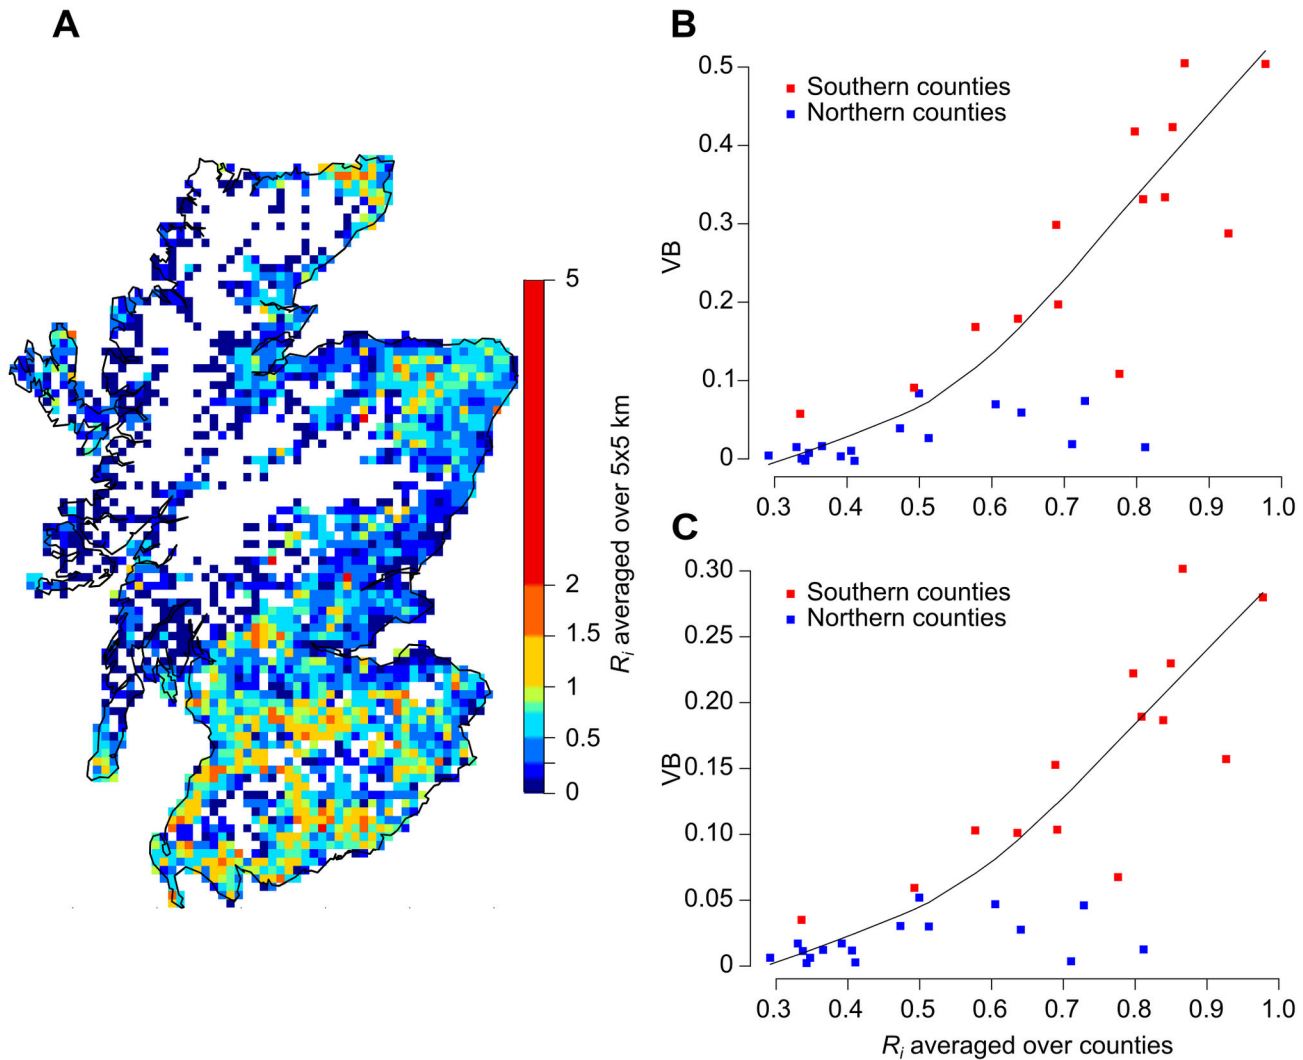 A
5
2
1.5
1
0.5
0
Ri averaged over 5x5 km
B
0.5
0.4
0.3
0.2
0.1
0
VB
Southern counties
Northern counties
0.3 0.4 0.5 0.6 0.7 0.8 0.9 1.0
C
0.30
0.25
0.20
0.15
0.10
0.05
0
VB
Southern counties
Northern counties
0.3 0.4 0.5 0.6 0.7 0.8 0.9 1.0
Ri averaged over counties